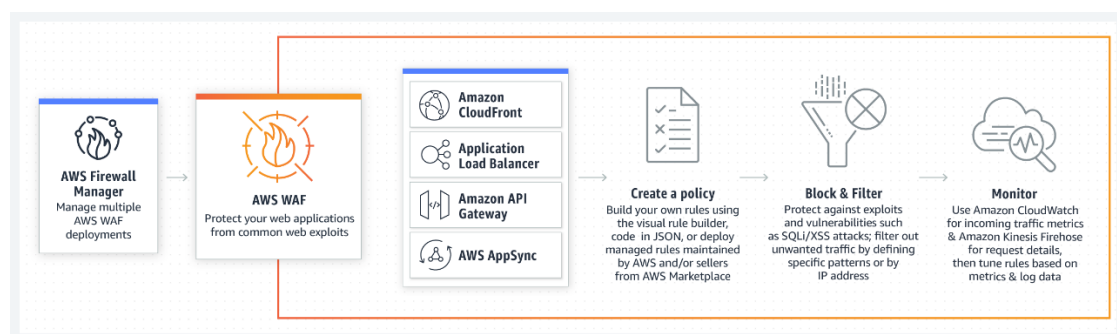 AWS Firewall
Manager
Manage multiple
AWS WAF
deployments
AWS WAF
Protect your web applications
from common web exploits
Amazon
CloudFront
Application
Load Balancer
Amazon API
Gateway
AWS AppSync
Create a policy
Build your own rules using
the visual rule builder,
code in JSON, or deploy
managed rules maintained
by AWS and/or sellers
from AWS Marketplace
Block & Filter
Protect against exploits
and vulnerabilities such
as SQLi/XSS attacks; filter out
unwanted traffic by defining
specific patterns or by
IP address
Monitor
Use Amazon CloudWatch
for incoming traffic metrics
& Amazon Kinesis Firehose
for request details,
then tune rules based on
metrics & log data